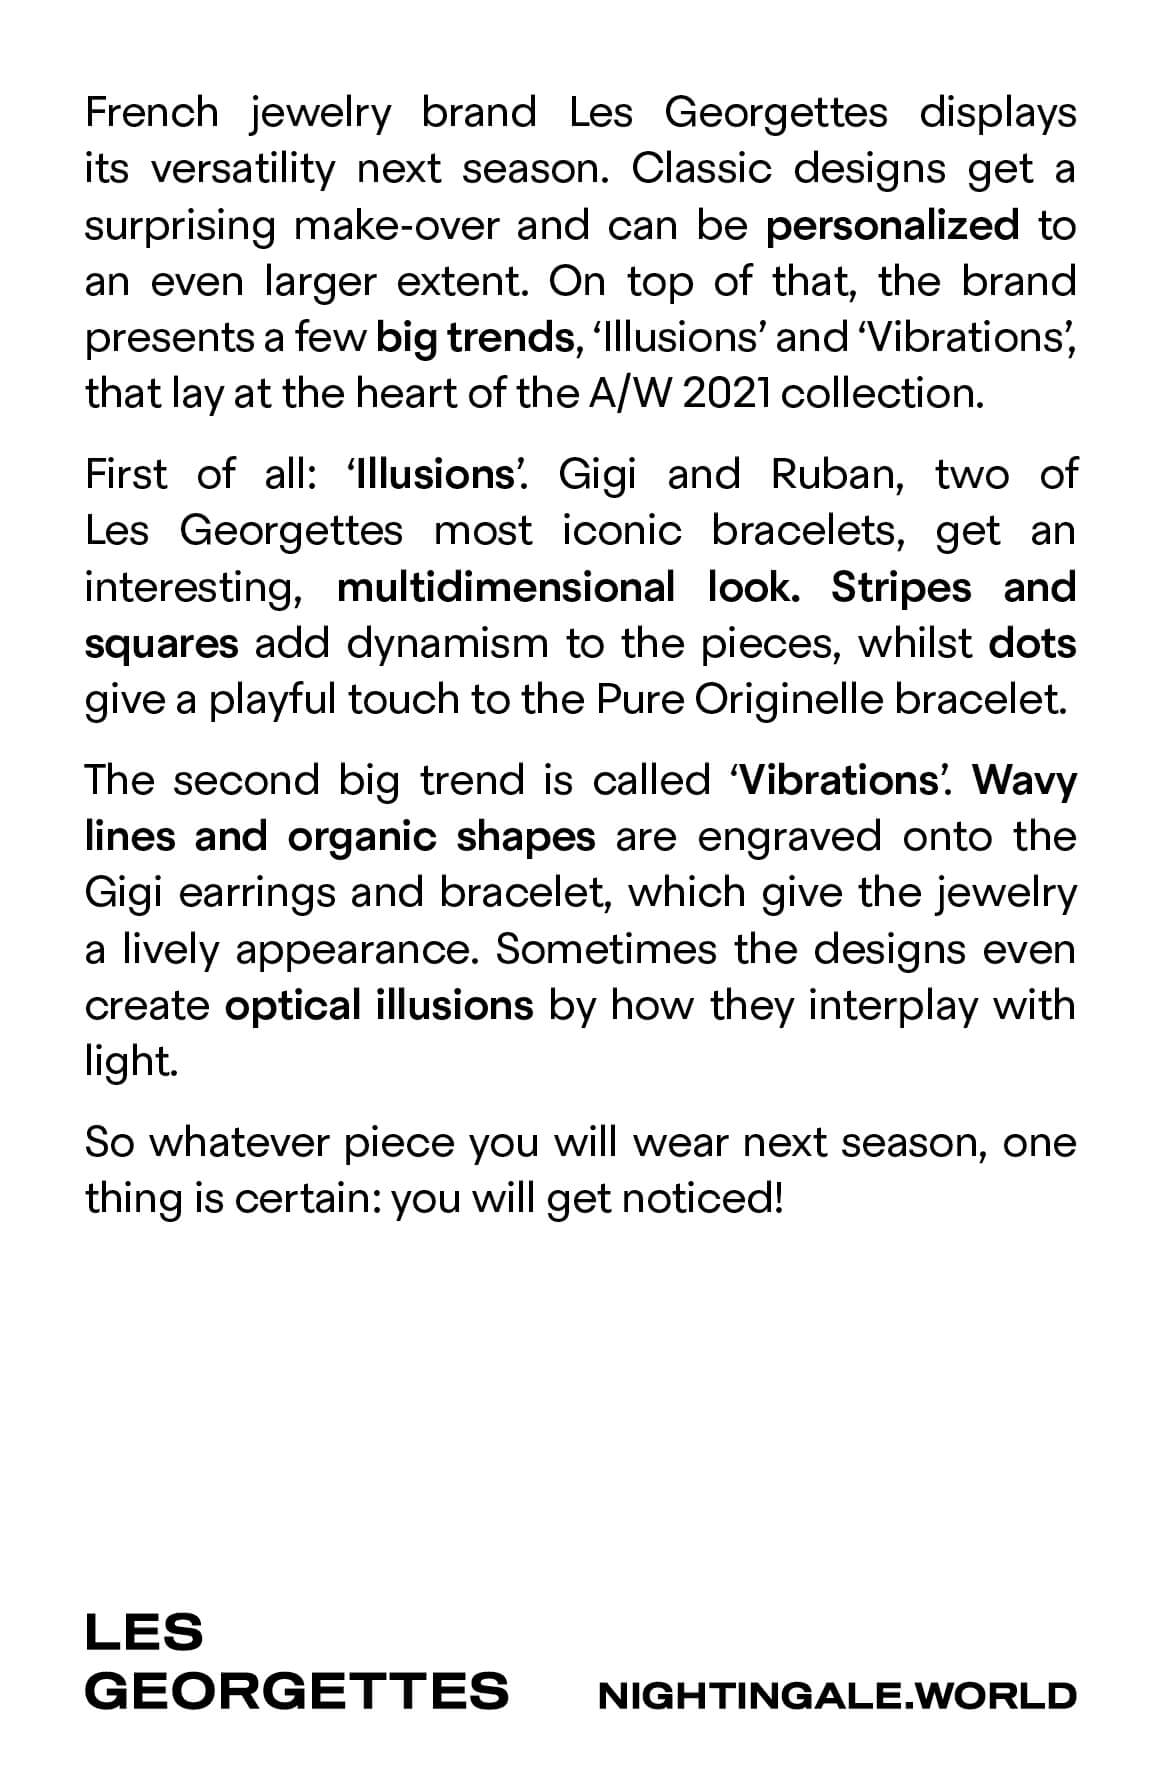 French jewelry brand Les Georgettes displays
its versatility next season. Classic designs get a
surprising make-over and can be personalized to
an even larger extent. On top of that, the brand
presents a few big trends, ‘Illusions’ and ‘Vibrations’,
that lay at the heart of the A/W 2021 collection.
First of all: ‘Illusions’. Gigi and Ruban, two of
Les Georgettes most iconic bracelets, get an
interesting, multidimensional look. Stripes and
squares add dynamism to the pieces, whilst dots
give a playful touch to the Pure Originelle bracelet.
The second big trend is called ‘Vibrations’. Wavy
lines and organic shapes are engraved onto the
Gigi earrings and bracelet, which give the jewelry
a lively appearance. Sometimes the designs even
create optical illusions by how they interplay with
light.
So whatever piece you will wear next season, one
thing is certain: you will get noticed!
LES
GEORGETTES
NIGHTINGALE.WORLD